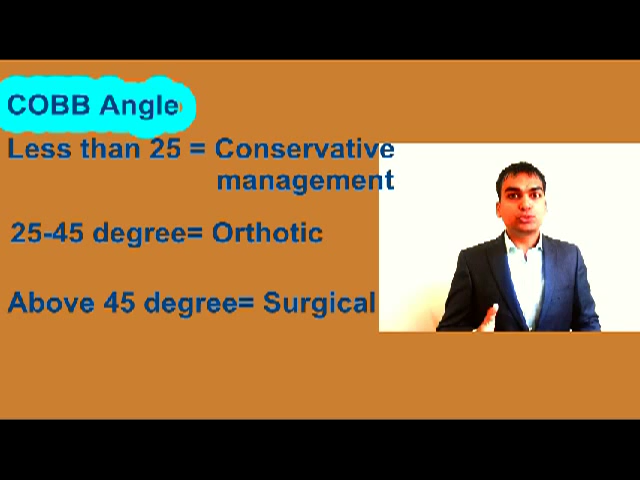 COBB Angle
Less than 25 = Conservative
management
25-45 degree= Orthotic
Above 45 degree= Surgical